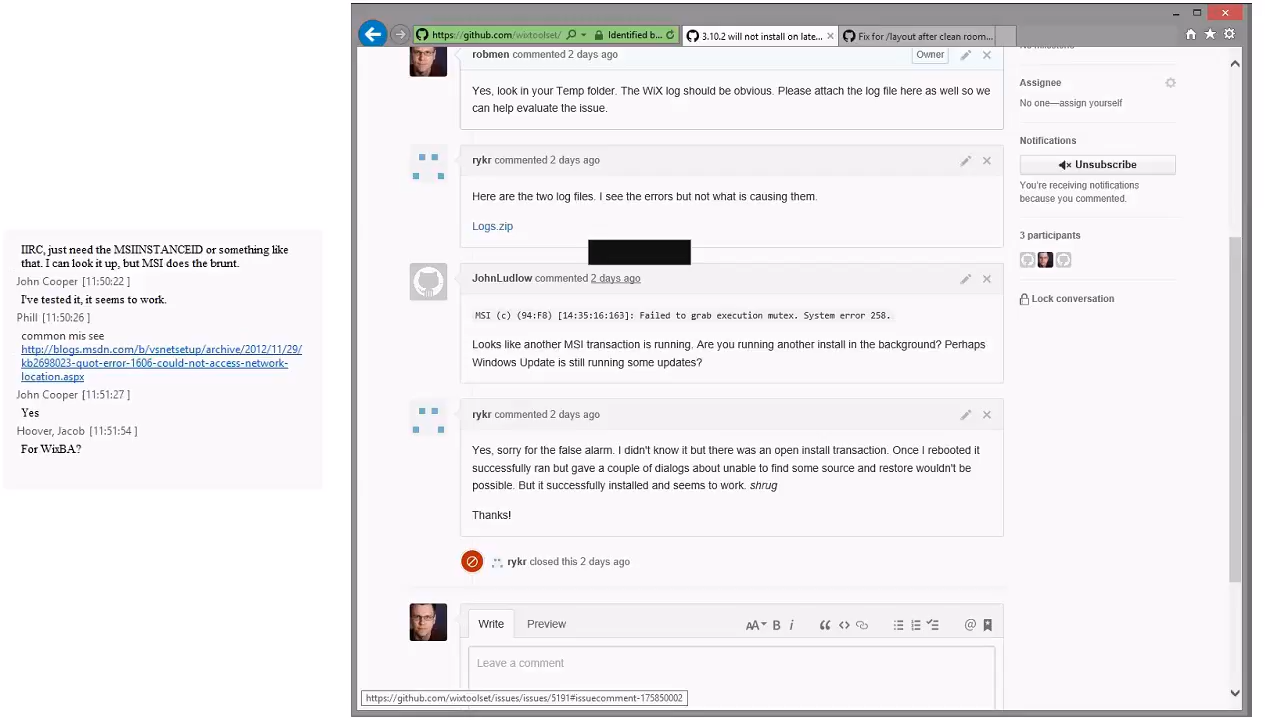 IIRC, just need the MSIINSTANCEID or something like
that. I can look it up, but MSI does the brunt.
John Cooper [11:50:22 ]
I've tested it, it seems to work.
Phill [11:50:26 ]
common mis see
http://blogs.msdn.com/b/vsnetsetup/archive/2012/11/29/
kb2698023-quot-error-1606-could-not-access-network-
location.aspx
John Cooper [11:51:27 ]
Yes
Hoover, Jacob [11:51:54 ]
For WixBA?
https://github.com/wixtoolset/
Identified b...
3.10.2 will not install on late...
Fix for /layout after clean room...
robmen commented 2 days ago
Owner
Yes, look in your Temp folder. The WiX log should be obvious. Please attach the log file here as well so we
can help evaluate the issue.
rykr commented 2 days ago
Here are the two log files. I see the errors but not what is causing them.
Logs.zip
JohnLudlow commented 2 days ago
MSI (c) (94:F8) [14:35:16:163]: Failed to grab execution mutex. System error 258.
Looks like another MSI transaction is running. Are you running another install in the background? Perhaps
Windows Update is still running some updates?
rykr commented 2 days ago
Yes, sorry for the false alarm. I didn't know it but there was an open install transaction. Once I rebooted it
successfully ran but gave a couple of dialogs about unable to find some source and restore wouldn't be
possible. But it successfully installed and seems to work. shrug
Thanks!
rykr closed this 2 days ago
Write
Preview
AA
B
i
@
Leave a comment
https://github.com/wixtoolset/issues/issues/5191#issuecomment-175850002
No milestone
Assignee
No one—assign yourself
Notifications
Unsubscribe
You're receiving notifications
because you commented.
3 participants
Lock conversation